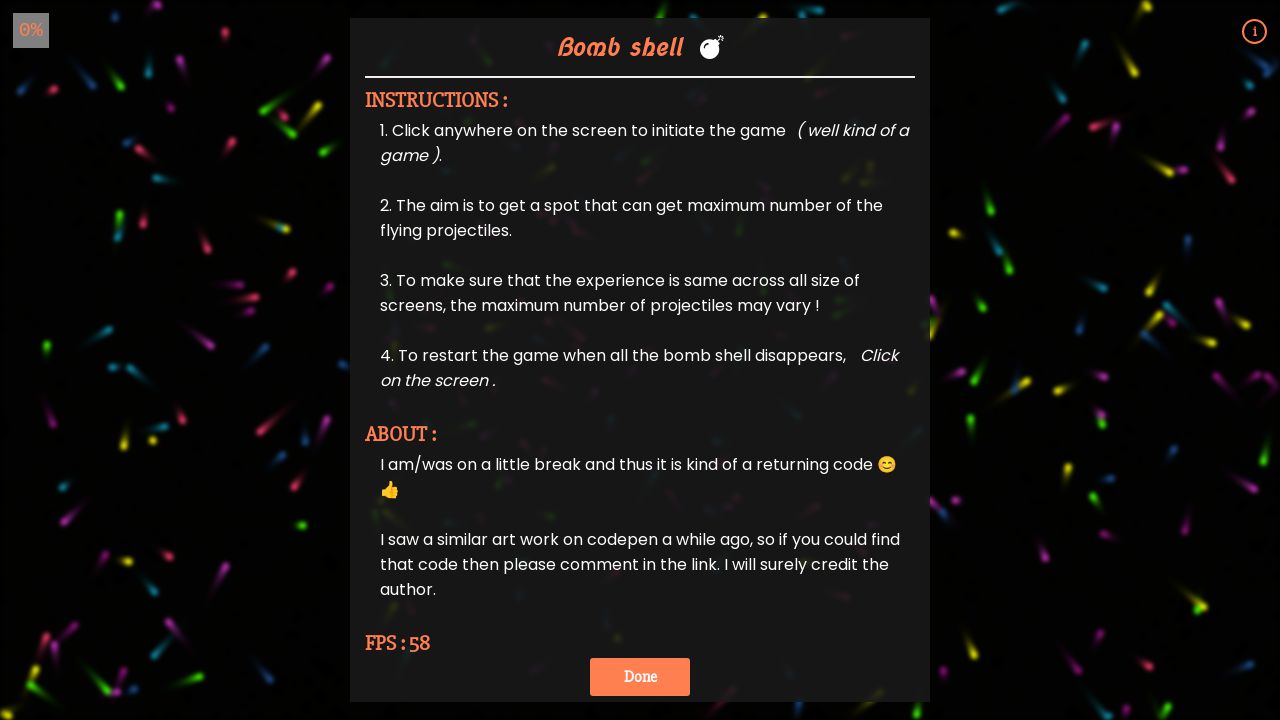 0%
i
Bomb shell 💣
INSTRUCTIONS :
1. Click anywhere on the screen to initiate the game ( well kind of a
game ).
2. The aim is to get a spot that can get maximum number of the
flying projectiles.
3. To make sure that the experience is same across all size of
screens, the maximum number of projectiles may vary !
4. To restart the game when all the bomb shell disappears, Click
on the screen .
ABOUT :
I am/was on a little break and thus it is kind of a returning code 😊
👍
I saw a similar art work on codepen a while ago, so if you could find
that code then please comment in the link. I will surely credit the
author.
FPS : 58
Done